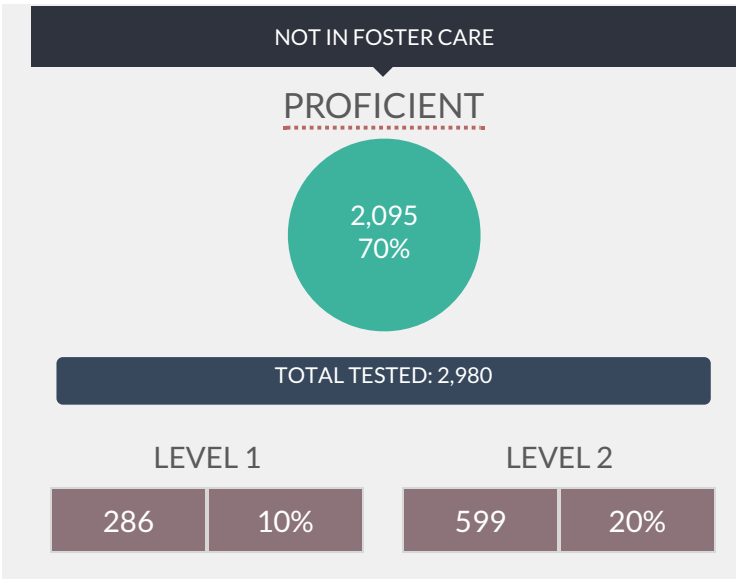 NOT IN FOSTER CARE
PROFICIENT
2,095
70%
TOTAL TESTED: 2,980
LEVEL 1 LEVEL 2
286 10% 599 20%